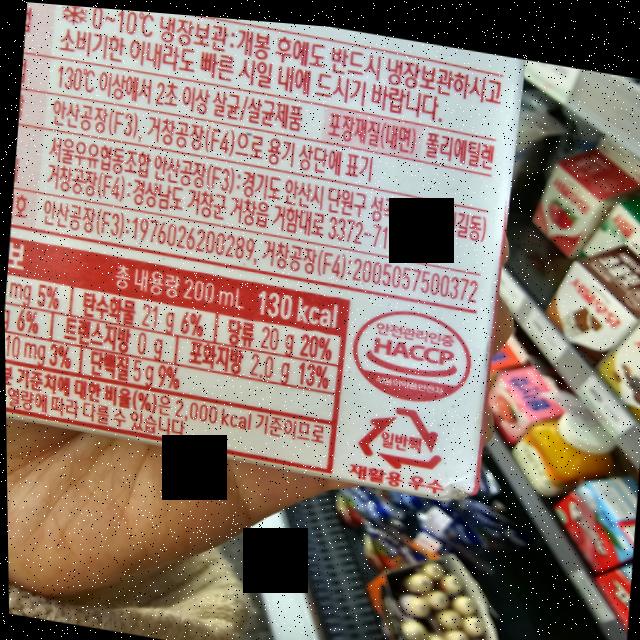 ❄ 0~10℃ 냉장보관:개봉 후에도 반드시 냉장보관하시고
소비기한 이내라도 빠른 시일 내에 드시기 바랍니다.
130℃ 이상에서 2초 이상 살균/살균제품 포장재질(내면) 폴리에틸렌
안산공장(F3), 거창공장(F4)으로 용기 상단에 표기
서울우유협동조합 안산공장(F3):경기도 안산시 단원구
거창공장(F4):경상남도 거창군 거창읍 거함대로 3372-71
호 안산공장(F3):1976026200289, 거창공장(F4):2005057500372
총 내용량 200 mL 130 kcal
mg 5% 탄수화물 21 g 6% 당류 20 g 20%
g 6% 트랜스지방 0 g 포화지방 2.0 g 13%
10 mg 3% 단백질 5 g 9%
기준치에 대한 비율(%)은 2,000 kcal 기준이므로
열량에 따라 다를 수 있습니다
안전관리인증
HACCP
일반팩
재활용 우수